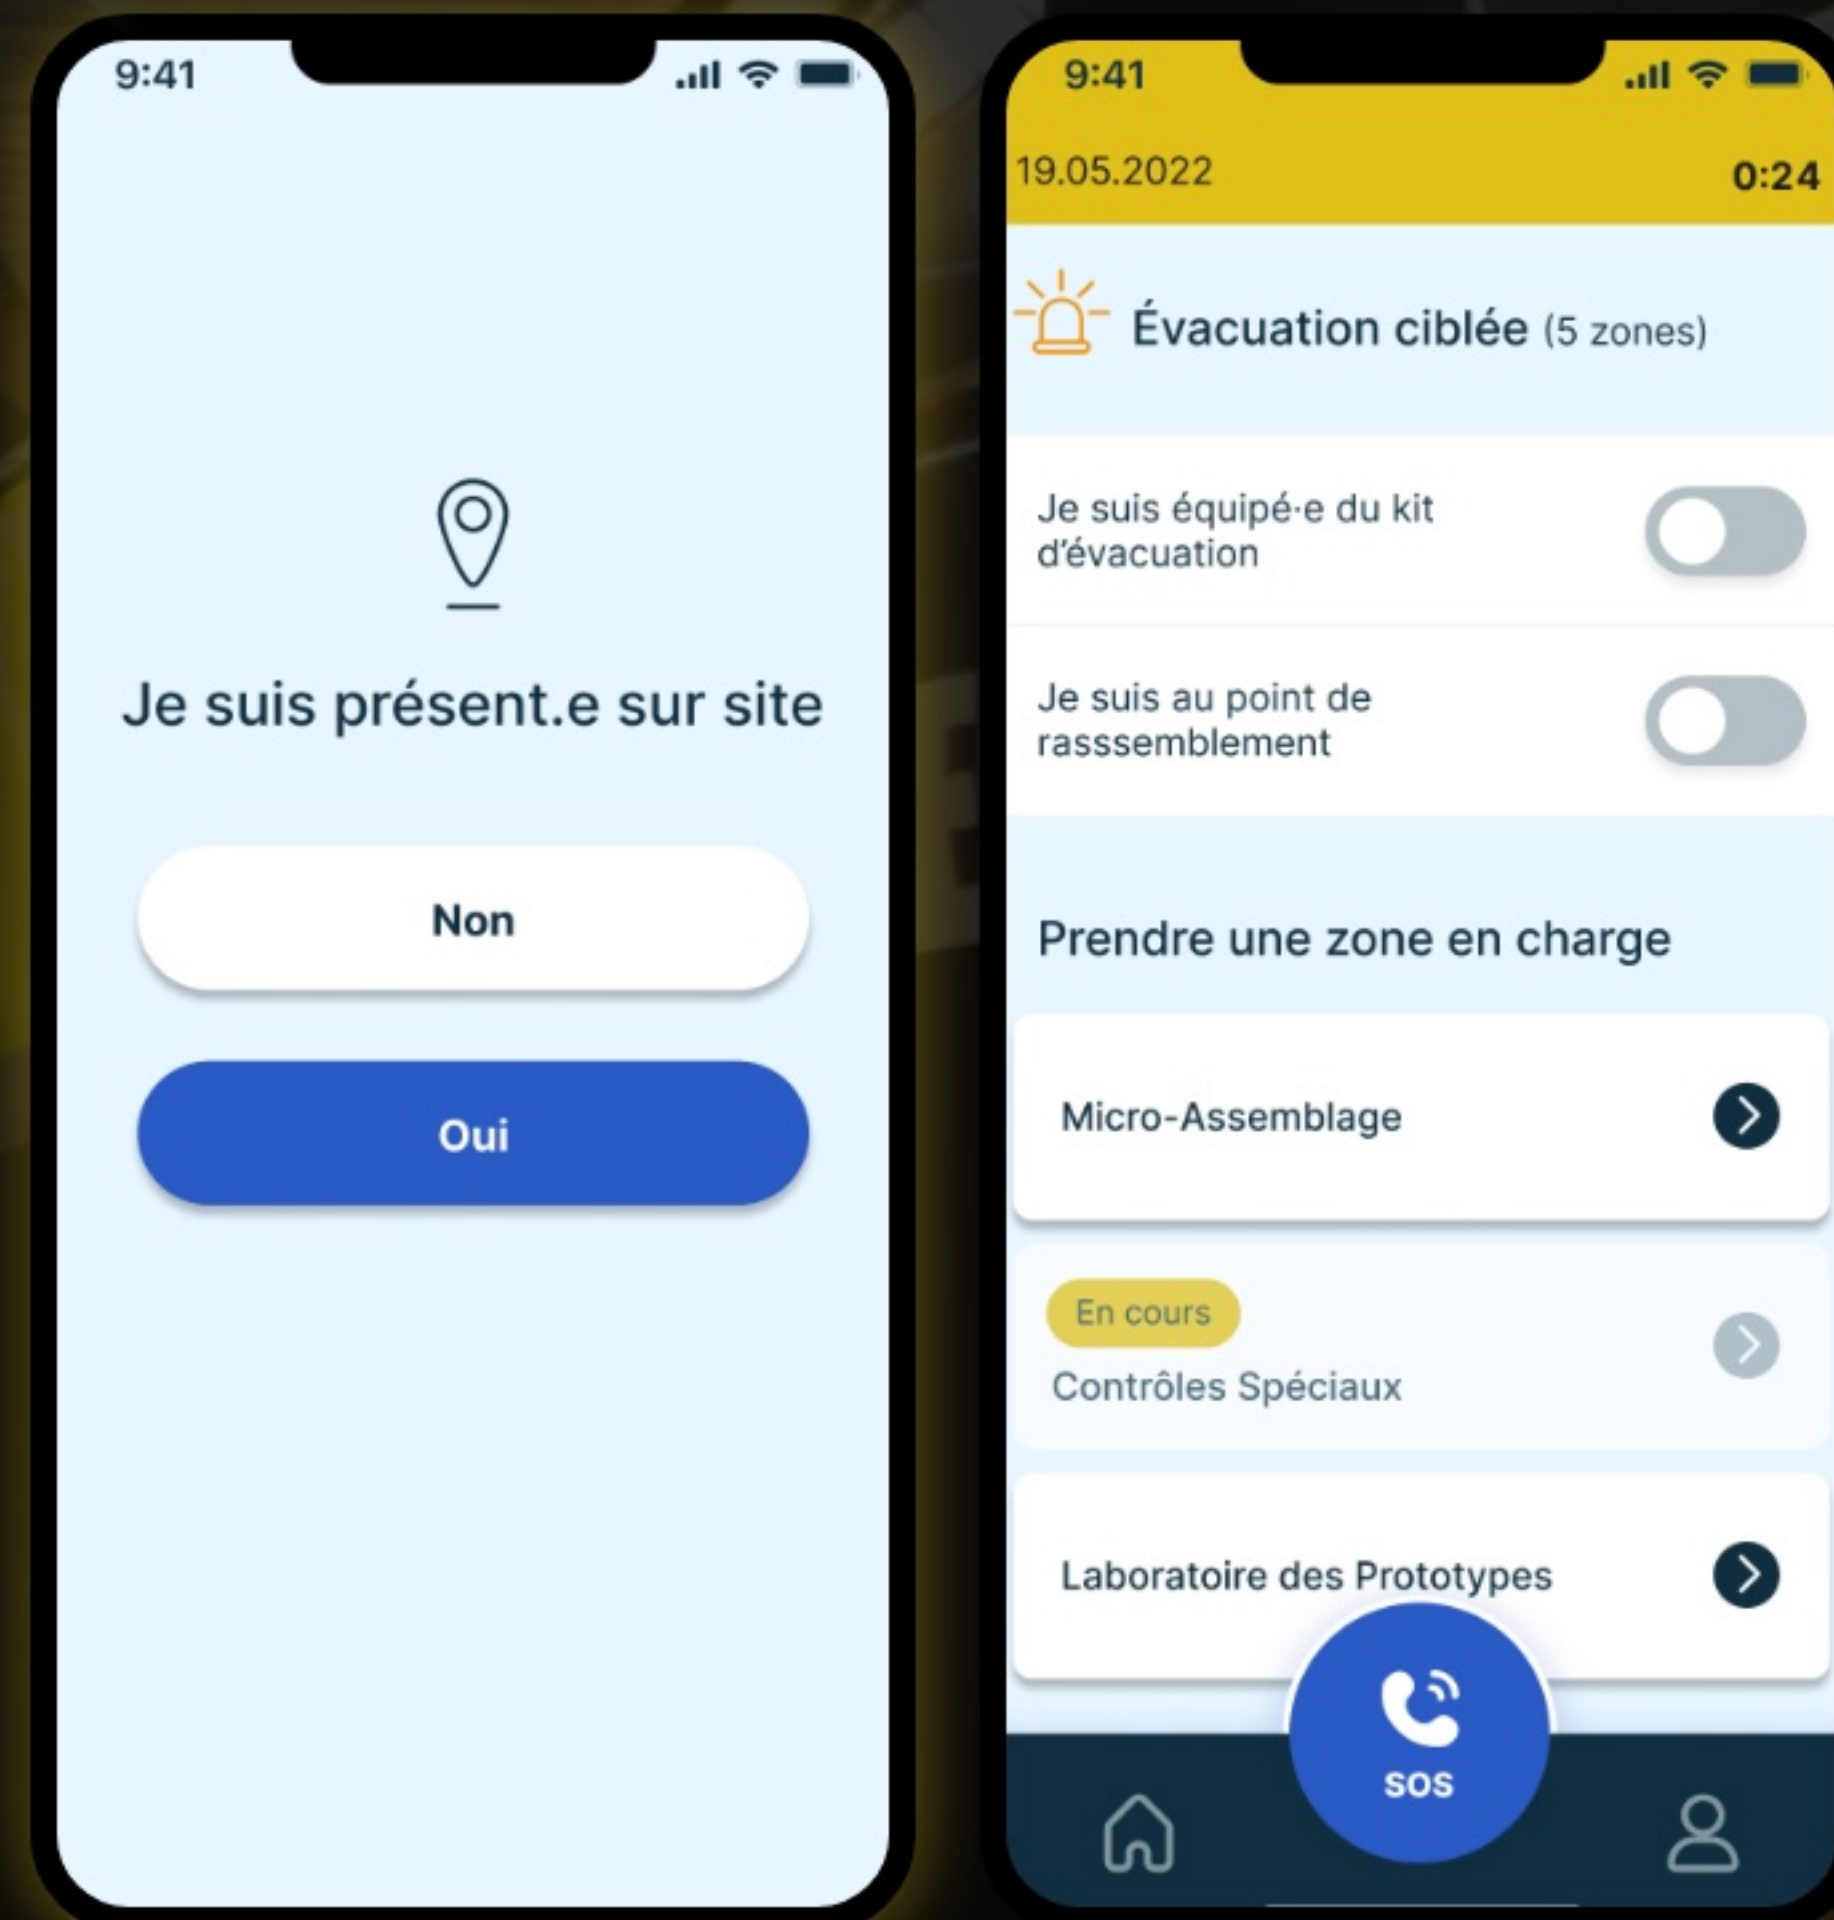 9:41
Je suis présent.e sur site
Non
Oui
9:41
19.05.2022
0:24
Évacuation ciblée (5 zones)
Je suis équipé·e du kit
d'évacuation
Je suis au point de
rasssemblement
Prendre une zone en charge
Micro-Assemblage
En cours
Contrôles Spéciaux
Laboratoire des Prototypes
SOS